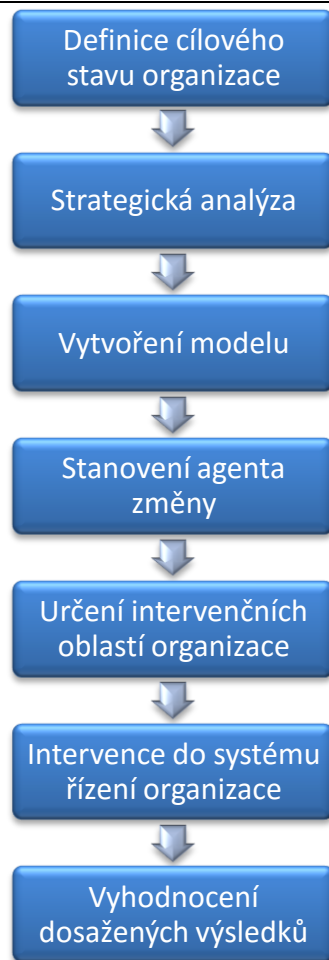 Definice cílového
stavu organizace
Strategická analýza
Vytvoření modelu
Stanovení agenta
změny
Určení intervenčních
oblastí organizace
Intervence do systému
řízení organizace
Vyhodnocení
dosažených výsledků